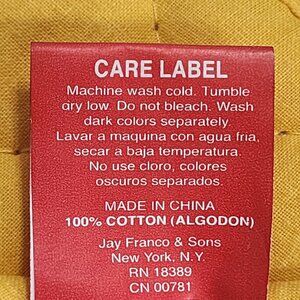 CARE LABEL
Machine wash cold. Tumble
dry low. Do not bleach. Wash
dark colors separately.
Lavar a maquina con agua fria,
secar a baja temperatura.
No use cloro, colores
oscuros separados.
MADE IN CHINA
100% COTTON (ALGODON)
Jay Franco & Sons
New York, N.Y.
RN 18389
CN 00781